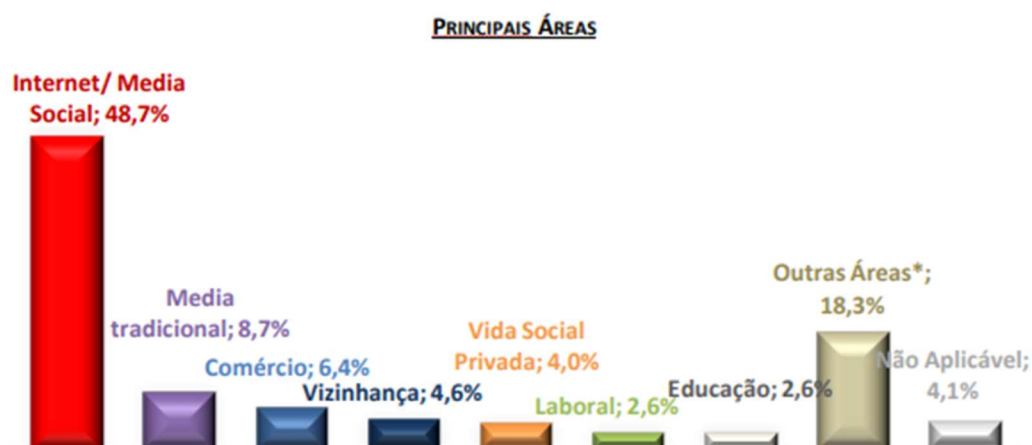 PRINCIPAIS ÁREAS
Internet/ Media
Social; 48,7%
Media
tradicional; 8,7%
Comércio; 6,4%
Vizinhança; 4,6%
Vida Social
Privada; 4,0%
Laboral; 2,6%
Educação; 2,6%
Outras Áreas*;
18,3%
Não Aplicável;
4,1%